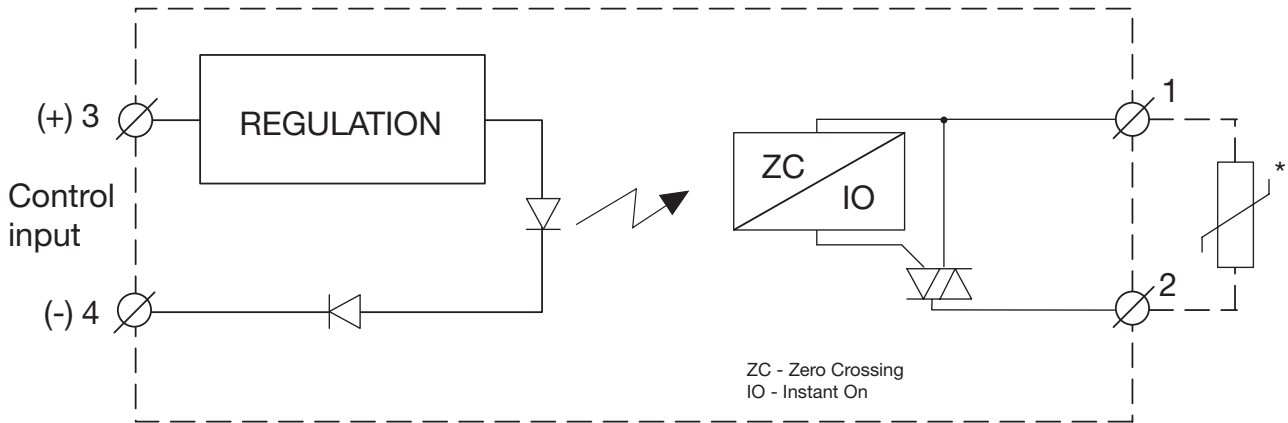 (+) 3
REGULATION
Control
input
(-) 4
ZC
IO
1
*
2
ZC - Zero Crossing
IO - Instant On